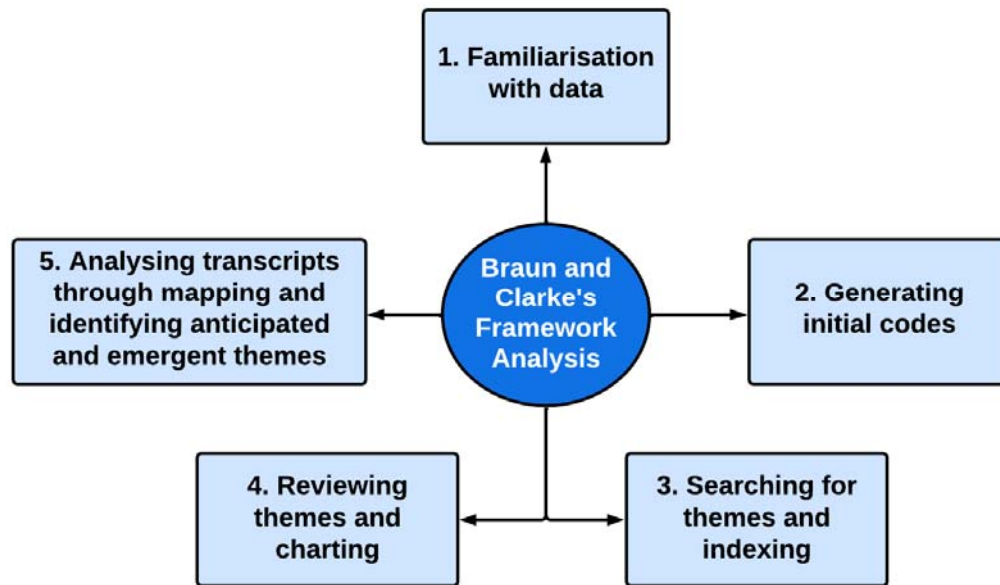 1. Familiarisation
with data
Braun and
Clarke's
Framework
Analysis
2. Generating
initial codes
3. Searching for
themes and
indexing
4. Reviewing
themes and
charting
5. Analysing transcripts
through mapping and
identifying anticipated
and emergent themes